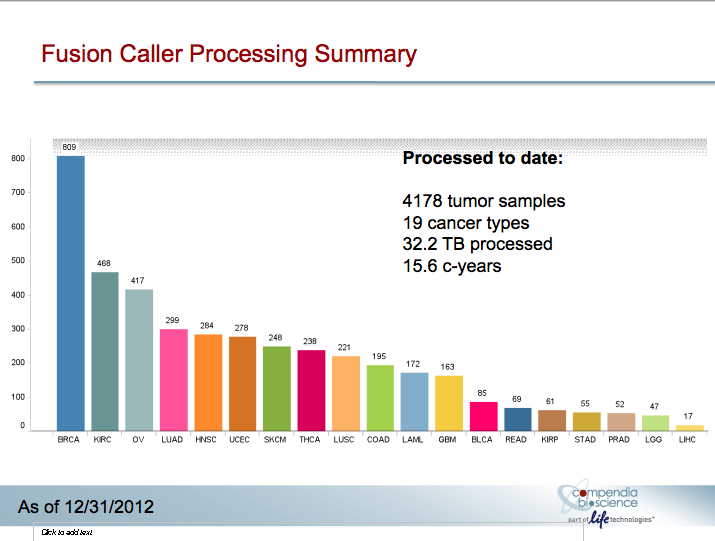 Fusion Caller Processing Summary
Processed to date:
4178 tumor samples
19 cancer types
32.2 TB processed
15.6 c-years
800
700
600
500
400
300
200
100
0
809
468
417
299
284
278
248
238
221
195
172
163
85
69
61
55
52
47
17
BRCA KIRC OV LUAD HNSC UCEC SKCM THCA LUSC COAD LAML GBM BLCA READ KIRP STAD PRAD LGG LIHC
As of 12/31/2012
compendia
bioscience
part of life technologies™
Click to add text